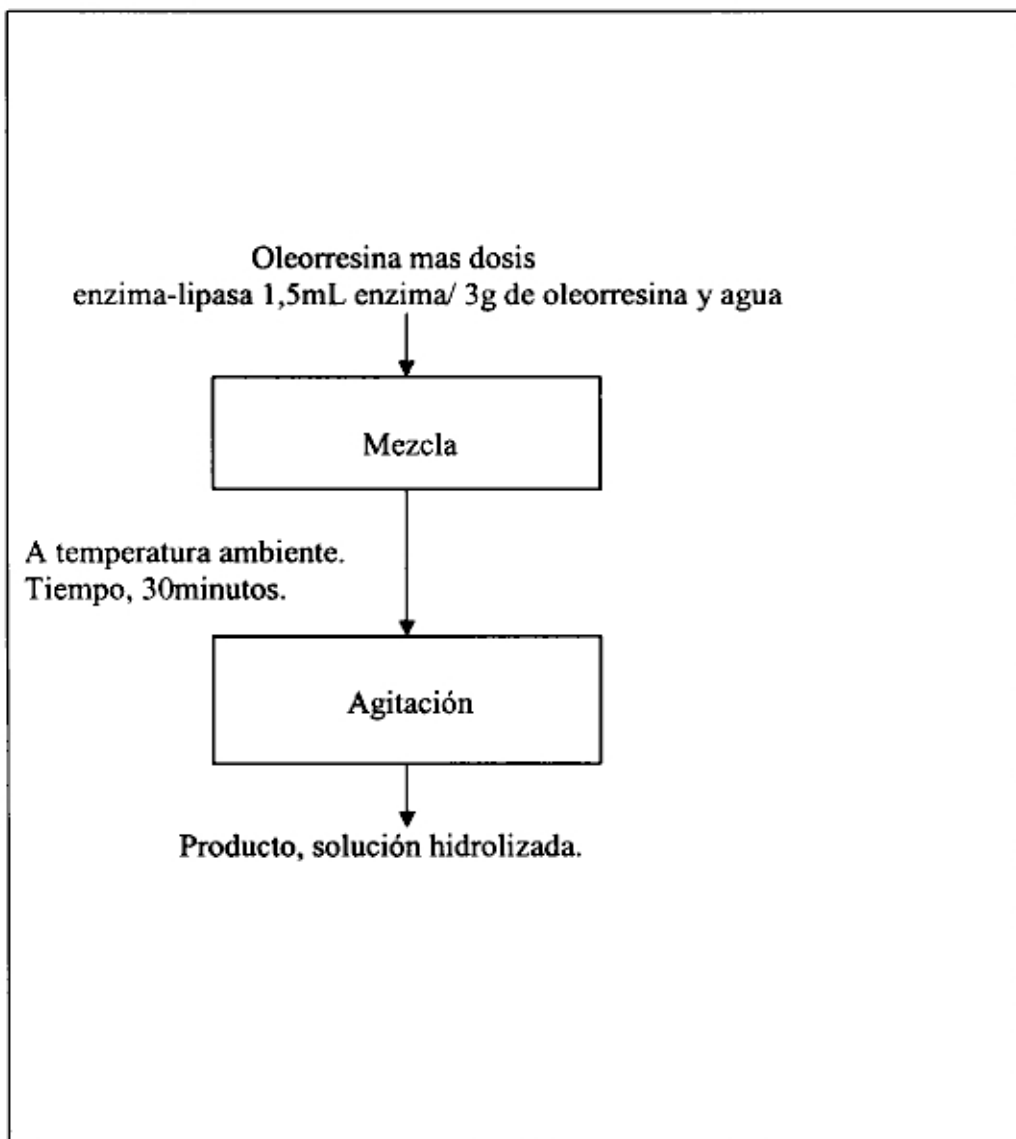 Oleorresina mas dosis
enzima-lipasa 1,5mL enzima/ 3g de oleorresina y agua
Mezcla
A temperatura ambiente.
Tiempo, 30minutos.
Agitación
Producto, solución hidrolizada.